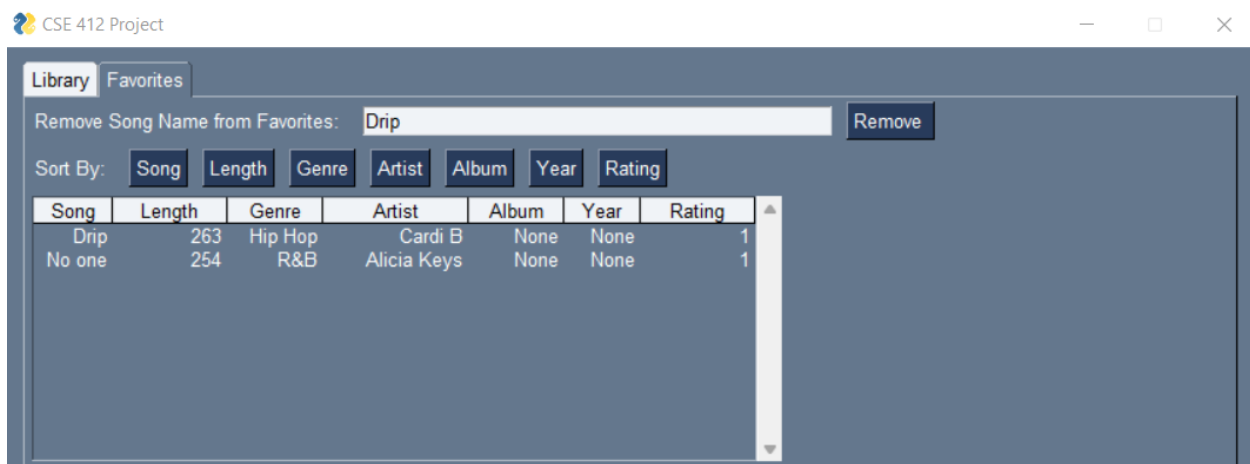 CSE 412 Project
Library Favorites
Remove Song Name from Favorites: Drip Remove
Sort By: Song Length Genre Artist Album Year Rating
Song Length Genre Artist Album Year Rating
Drip 263 Hip Hop Cardi B None None 1
No one 254 R&B Alicia Keys None None 1